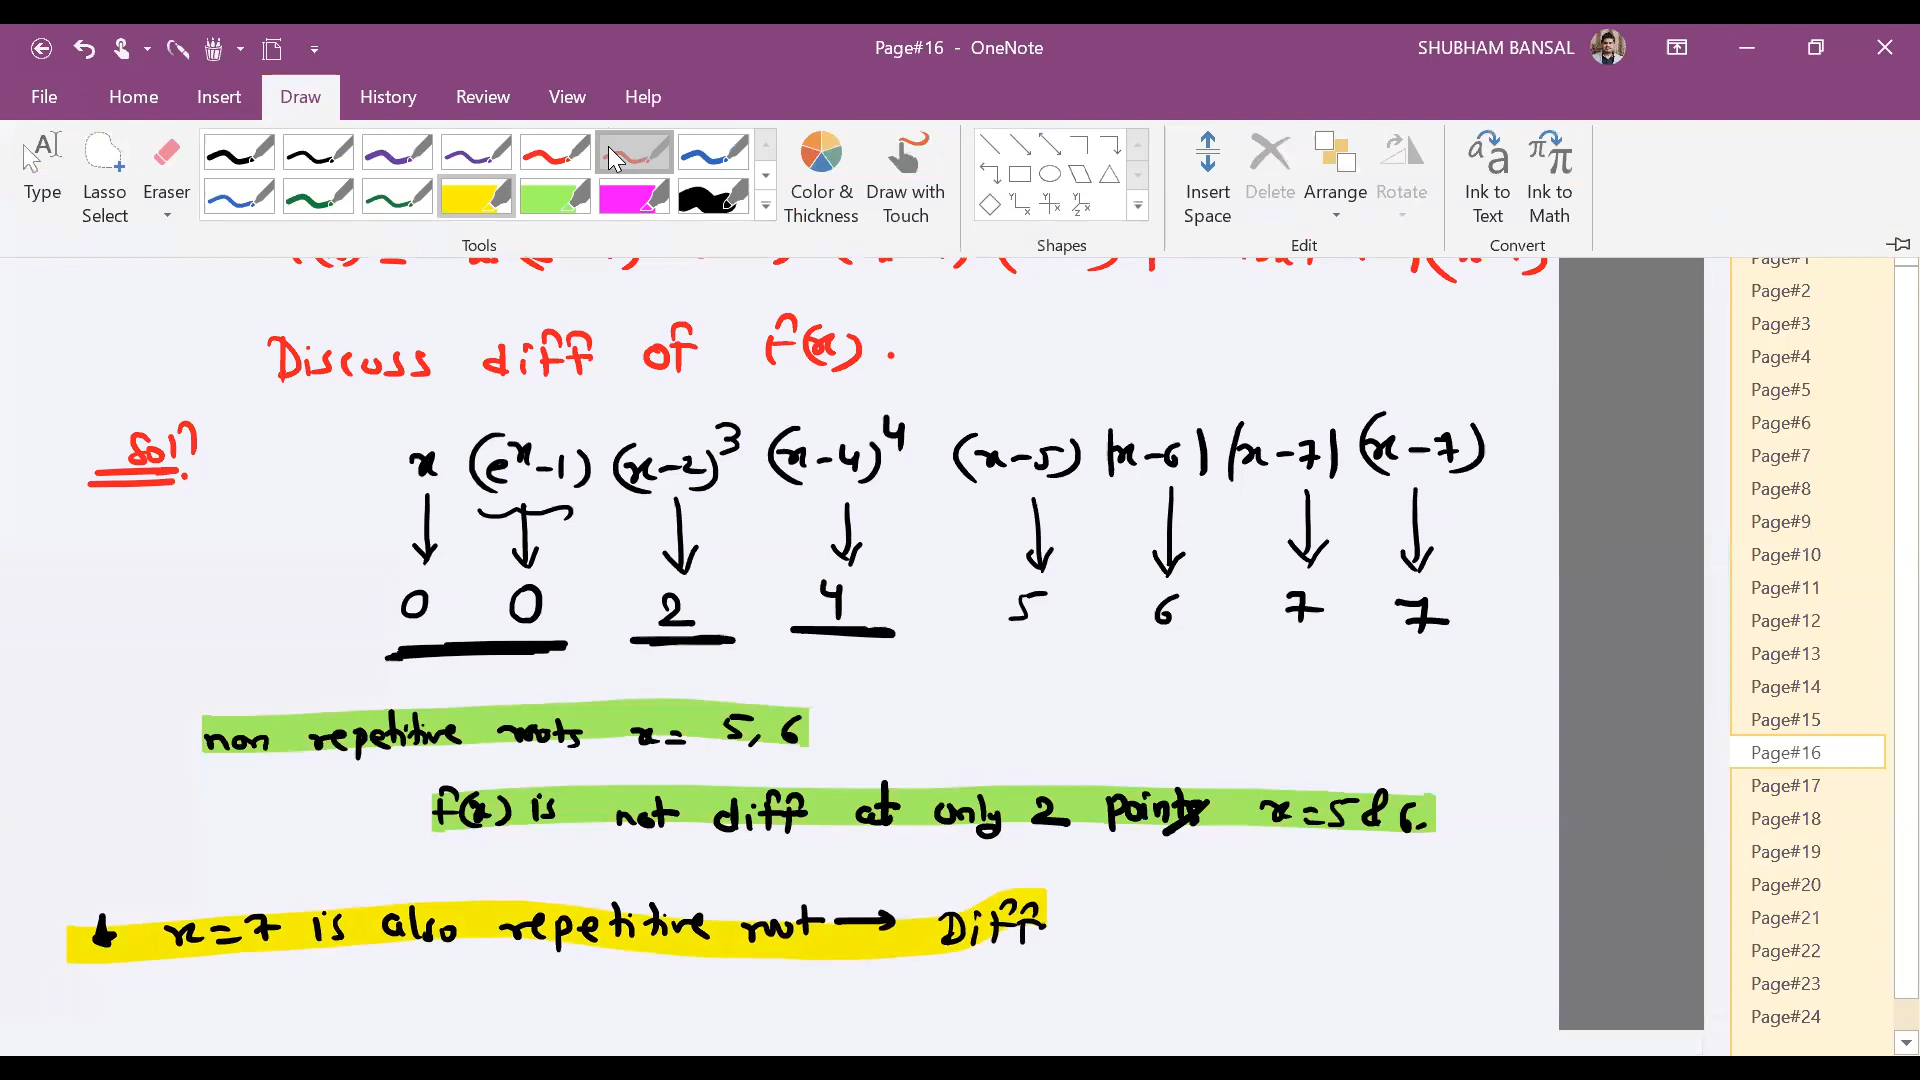 Page#16 - OneNote
SHUBHAM BANSAL
File Home Insert Draw History Review View Help
Type
Lasso Select
Eraser
Color & Thickness
Draw with Touch
Insert Space
Delete
Arrange
Rotate
Ink to Text
Ink to Math
Tools
Shapes
Edit
Convert
Discuss diff of f(x).
Solⁿ.
x (eˣ-1) (x-2)³ (x-4)⁴ (x-5) |x-6| |x-7| (x-7)
0 0 2 4 5 6 7 7
non repetitive roots x = 5, 6
f(x) is not diff at only 2 points x = 5 & 6.
x=7 is also repetitive root → Diff
Page#1
Page#2
Page#3
Page#4
Page#5
Page#6
Page#7
Page#8
Page#9
Page#10
Page#11
Page#12
Page#13
Page#14
Page#15
Page#16
Page#17
Page#18
Page#19
Page#20
Page#21
Page#22
Page#23
Page#24